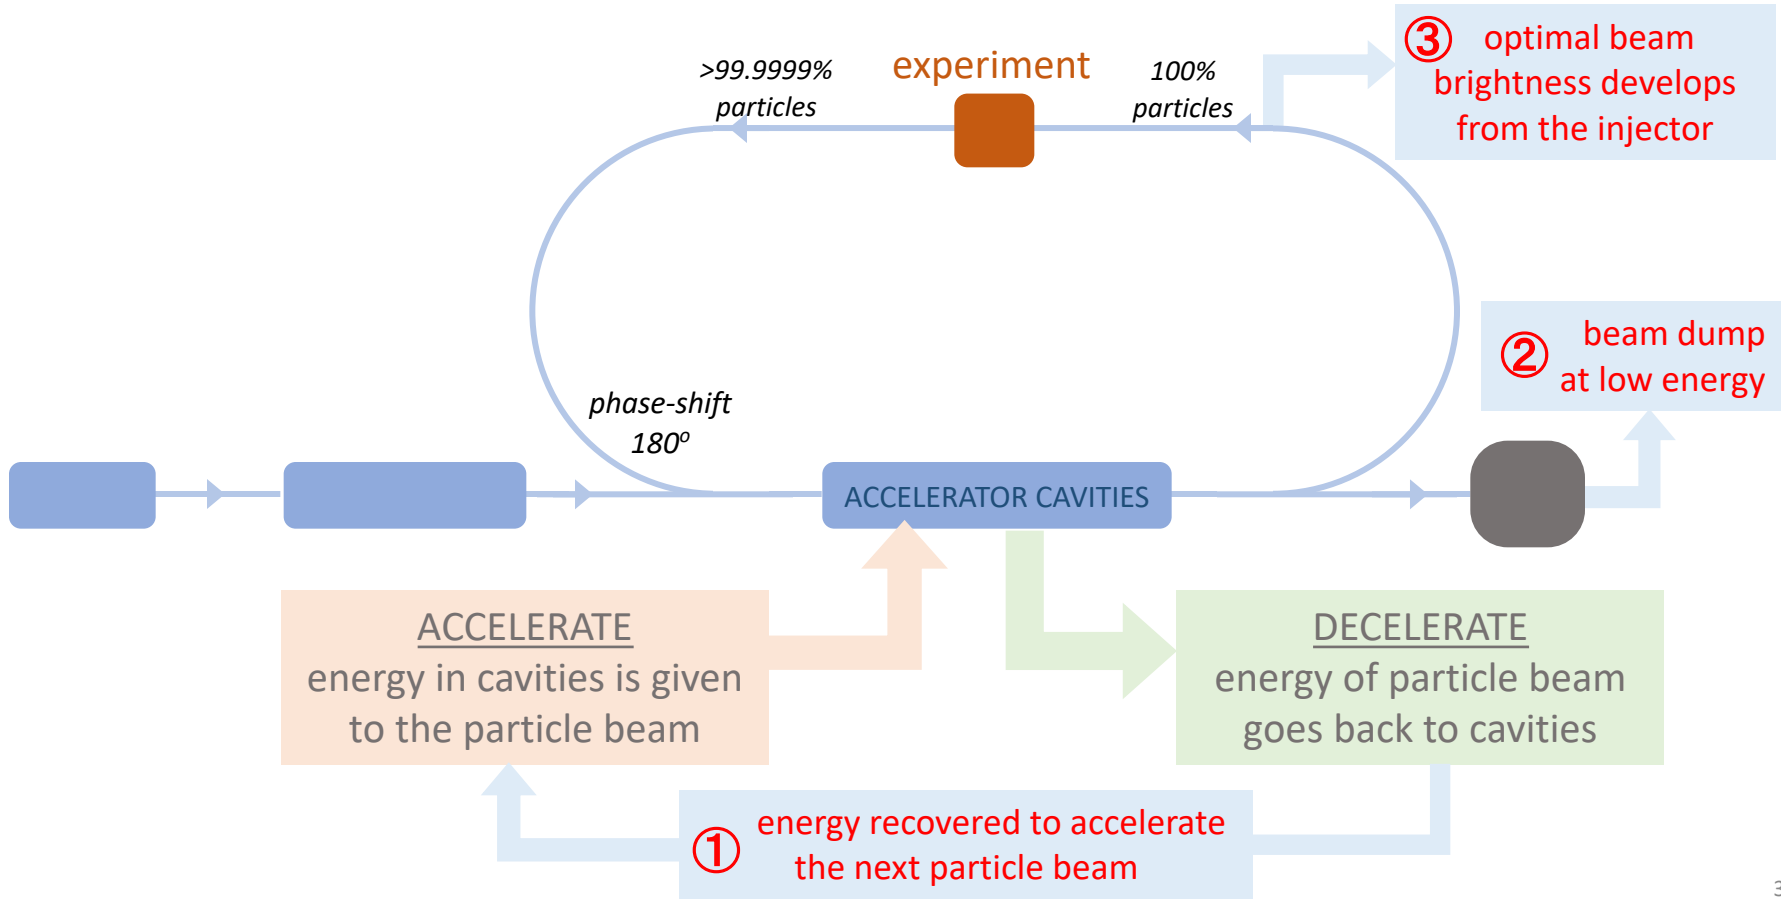 >99.9999%
particles
experiment
100%
particles
③ optimal beam
brightness develops
from the injector
② beam dump
at low energy
phase-shift
180º
ACCELERATOR CAVITIES
ACCELERATE
energy in cavities is given
to the particle beam
DECELERATE
energy of particle beam
goes back to cavities
① energy recovered to accelerate
the next particle beam
3